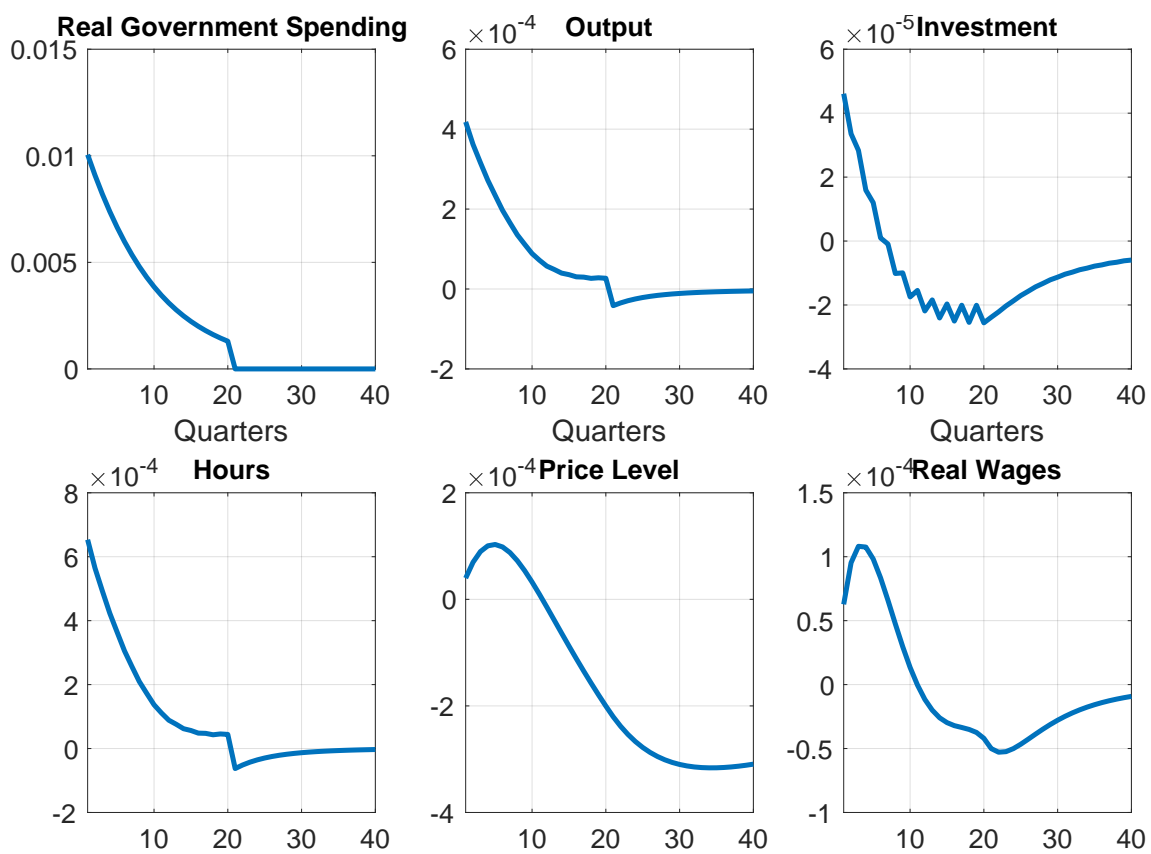 Real Government Spending
0.015
0.01
0.005
0
10 20 30 40
Quarters
×10-4 Output
6
4
2
0
-2
10 20 30 40
Quarters
×10-5 Investment
6
4
2
0
-2
-4
10 20 30 40
Quarters
×10-4 Hours
8
6
4
2
0
-2
10 20 30 40
×10-4 Price Level
2
0
-2
-4
10 20 30 40
×10-4 Real Wages
1.5
1
0.5
0
-0.5
-1
10 20 30 40